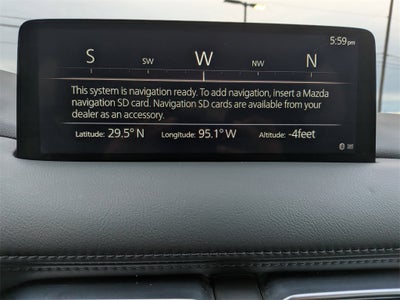 5:59pm
S SW W NW N
This system is navigation ready. To add navigation, insert a Mazda
navigation SD card. Navigation SD cards are available from your
dealer as an accessory.
Latitude: 29.5° N Longitude: 95.1° W Altitude: -4feet